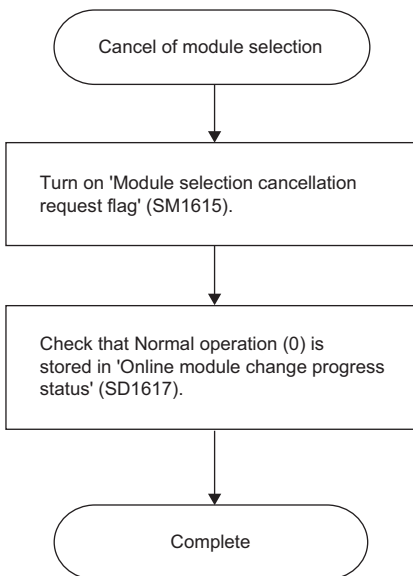 Cancel of module selection
Turn on 'Module selection cancellation
request flag' (SM1615).
Check that Normal operation (0) is
stored in 'Online module change progress
status' (SD1617).
Complete